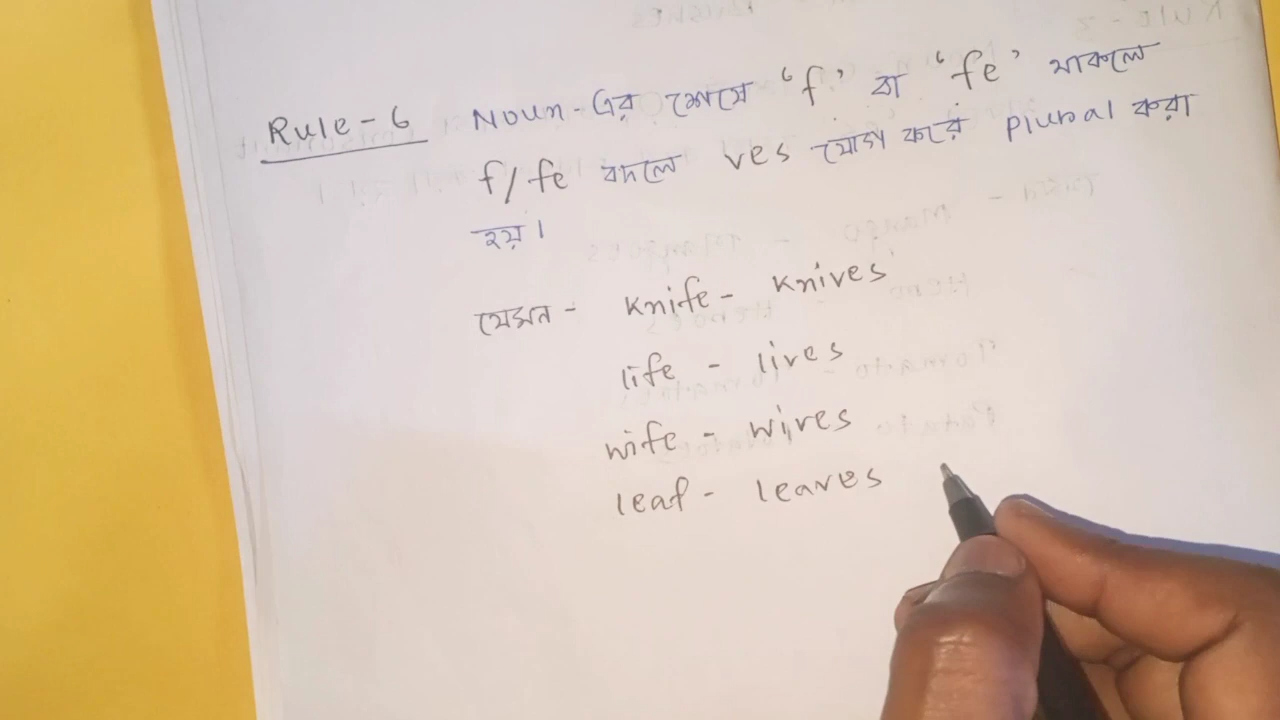 Rule - 6 Noun - এর শেষে 'f' বা 'fe' থাকলে
f/fe বদলে ves যোগ করে plural করা
হয়।
যেমন - knife - knives
life - lives
wife - wives
leaf - leaves